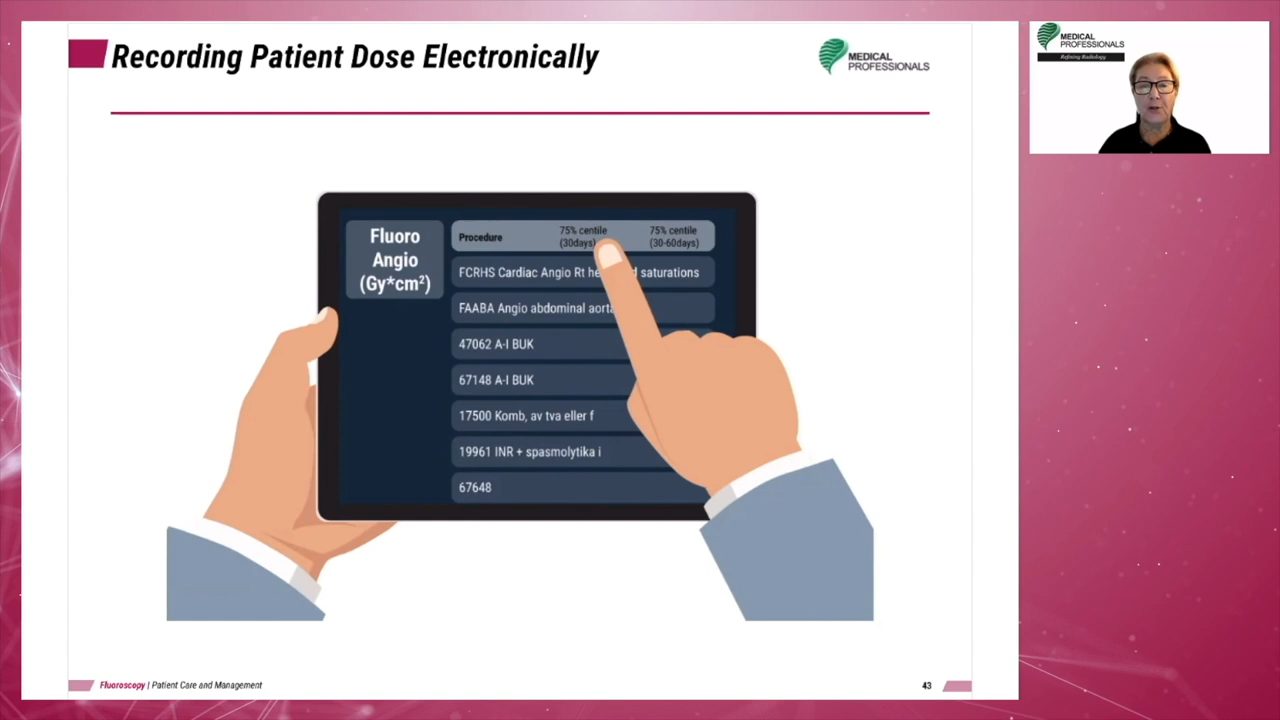 Recording Patient Dose Electronically
MEDICAL
PROFESSIONALS
MEDICAL
PROFESSIONALS
Refining Radiology
Fluoro
Angio
(Gy*cm²)
Procedure
75% centile
(30days)
75% centile
(30-60days)
FCRHS Cardiac Angio Rt saturations
FAABA Angio abdominal
47062 A-I BUK
67148 A-I BUK
17500 Komb, av tva eller f
19961 INR + spasmolytika i
67648
Fluoroscopy | Patient Care and Management
43